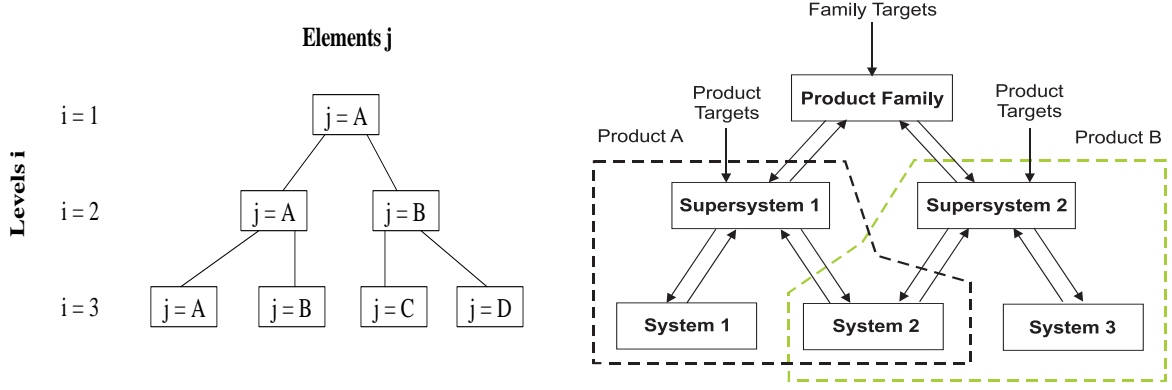 Elements j
Levels i
i = 1
j = A
i = 2
j = A
j = B
i = 3
j = A
j = B
j = C
j = D
Family Targets
Product Family
Product
Targets
Product
Targets
Product A
Product B
Supersystem 1
Supersystem 2
System 1
System 2
System 3